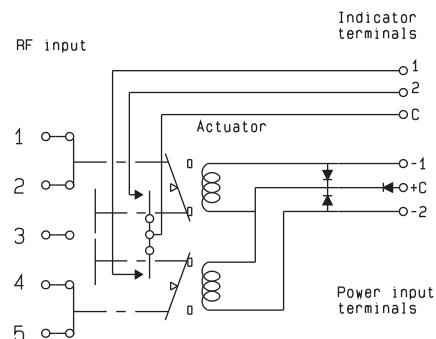 Indicator
terminals
RF input
1
2
C
Actuator
1
2
3
4
5
-1
+C
-2
Power input
terminals